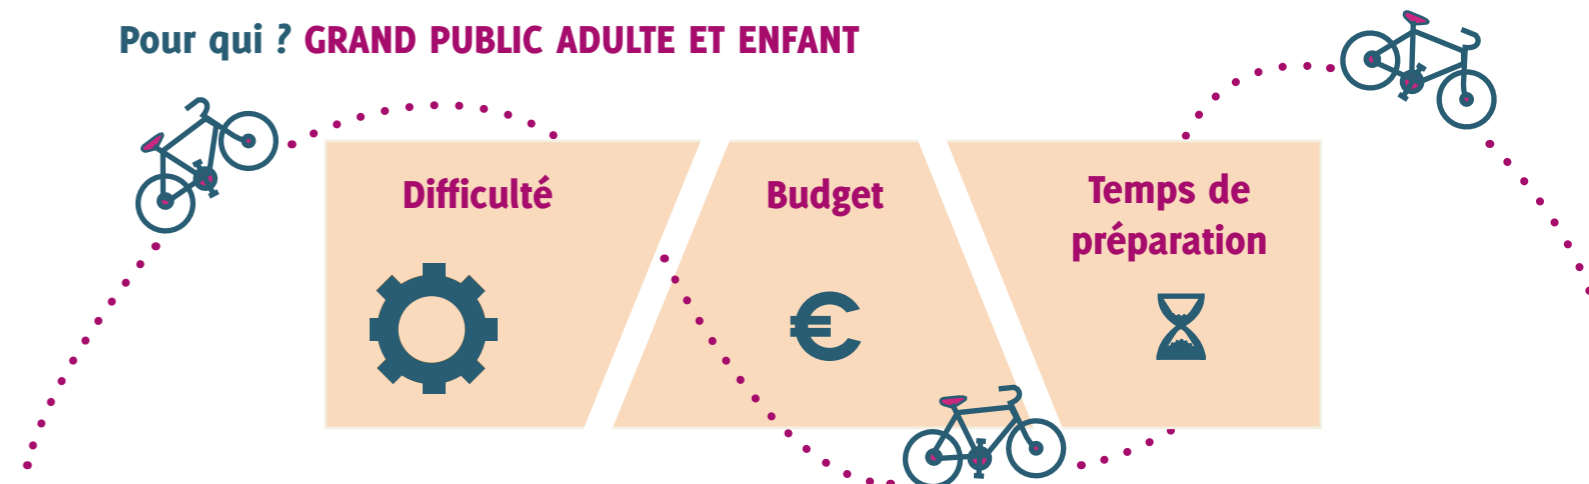 Pour qui ? GRAND PUBLIC ADULTE ET ENFANT
Difficulté
Budget
Temps de
préparation
€